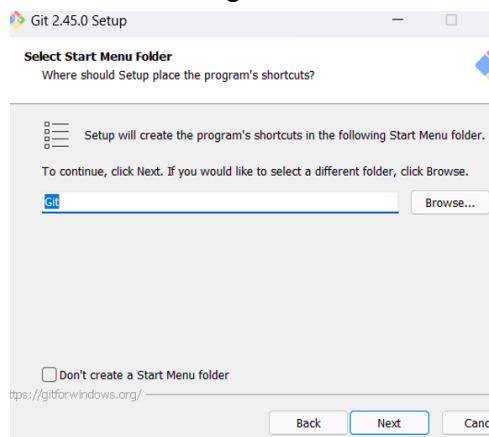 Git 2.45.0 Setup
Select Start Menu Folder
Where should Setup place the program's shortcuts?
Setup will create the program's shortcuts in the following Start Menu folder.
To continue, click Next. If you would like to select a different folder, click Browse.
Git
Browse...
Don't create a Start Menu folder
ttps://gitforwindows.org/
Back
Next
Canc